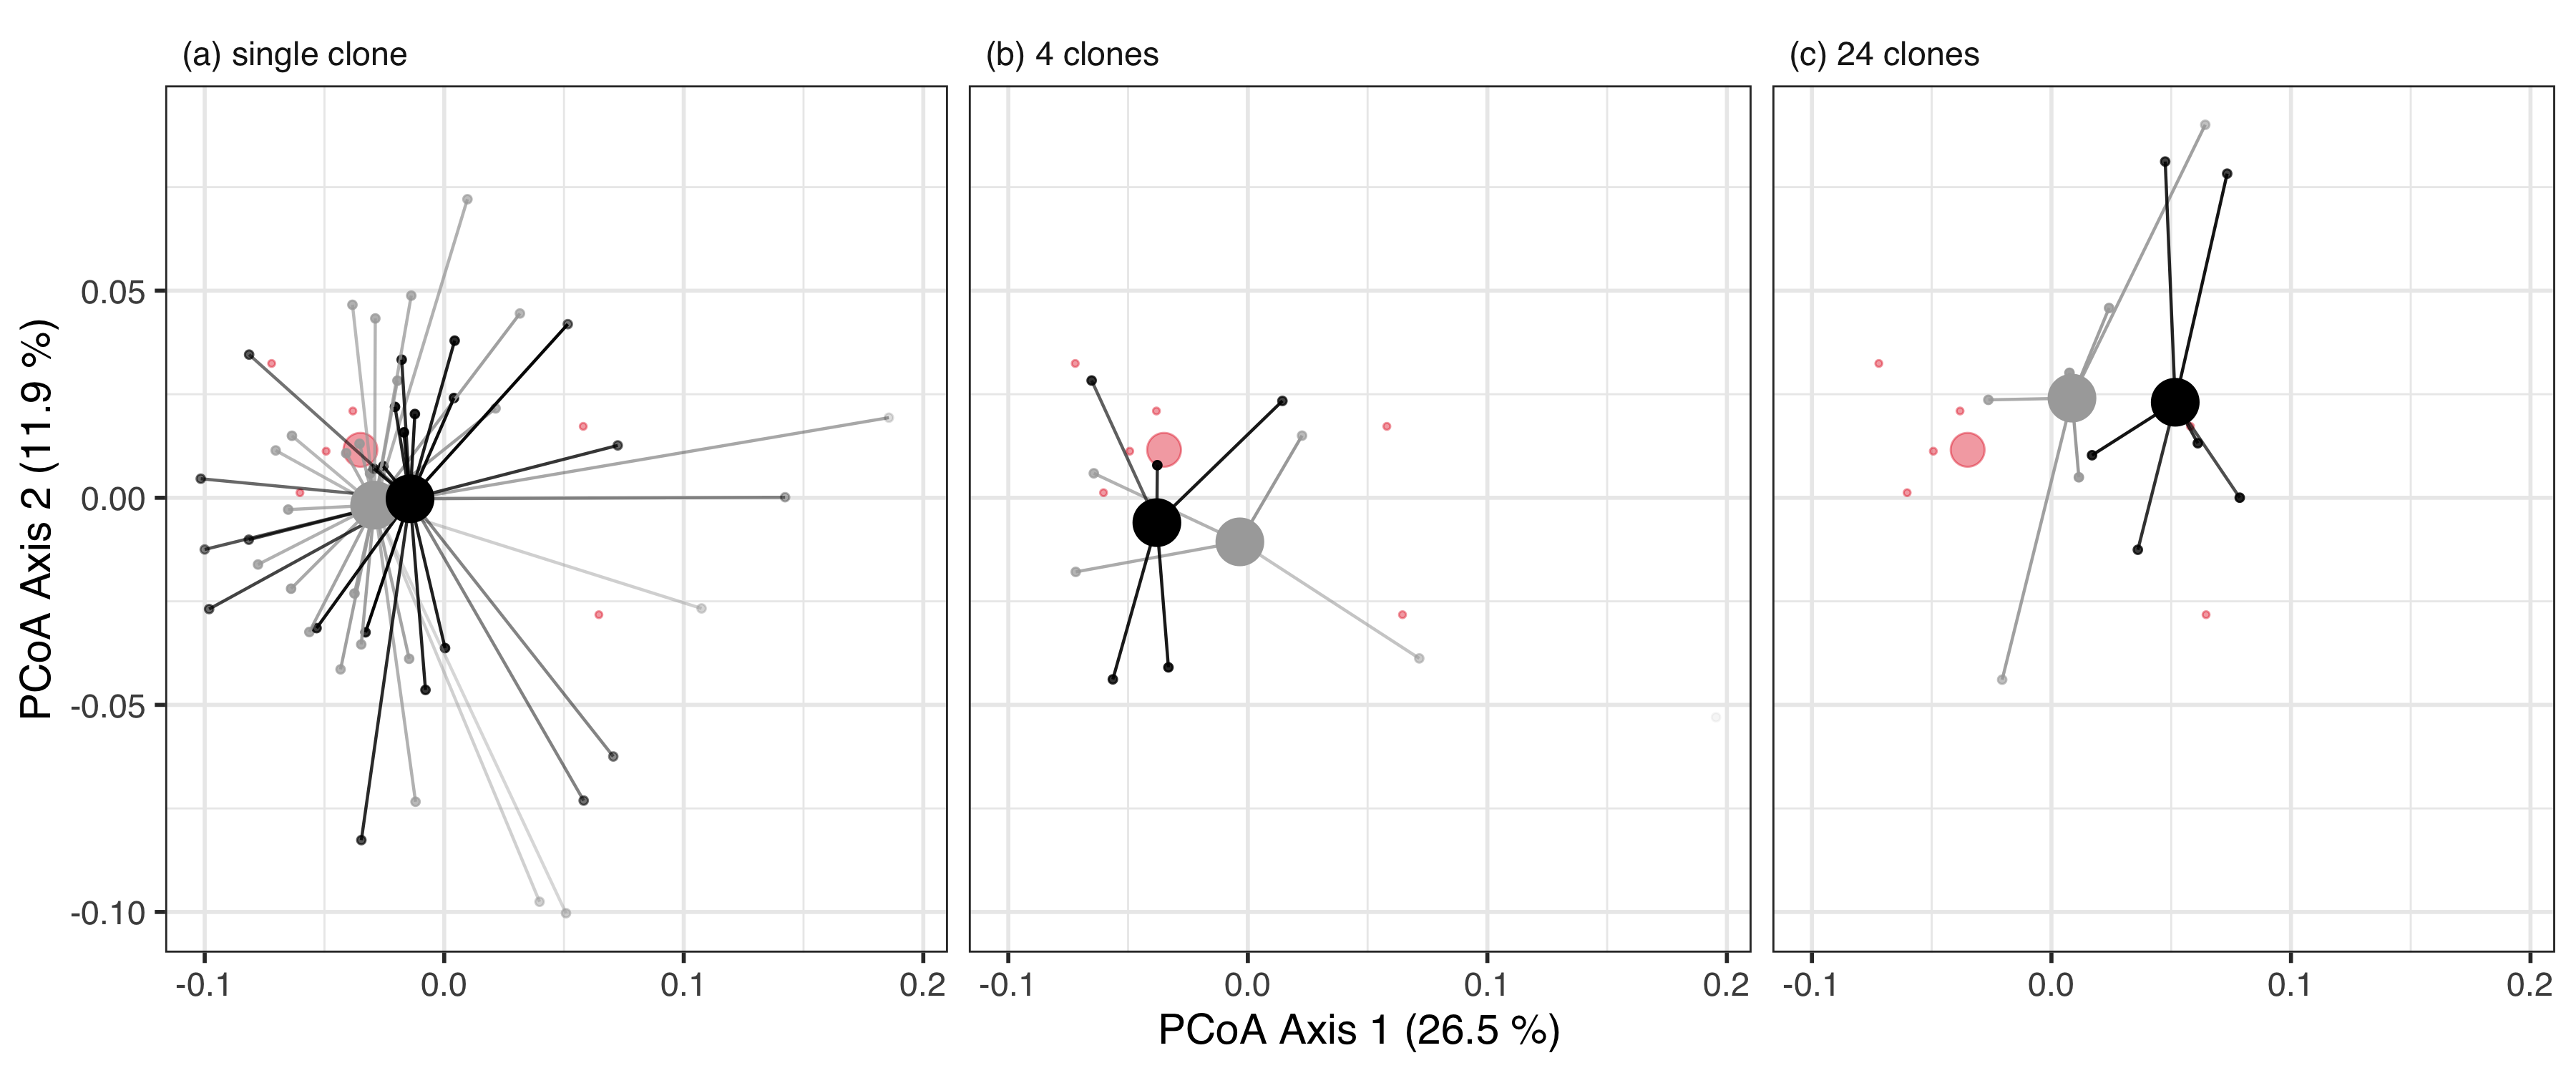 (a) single clone
(b) 4 clones
(c) 24 clones
PCoA Axis 2 (11.9 %)
0.05
0.00
-0.05
-0.10
-0.1 0.0 0.1 0.2
-0.1 0.0 0.1 0.2
-0.1 0.0 0.1 0.2
PCoA Axis 1 (26.5 %)